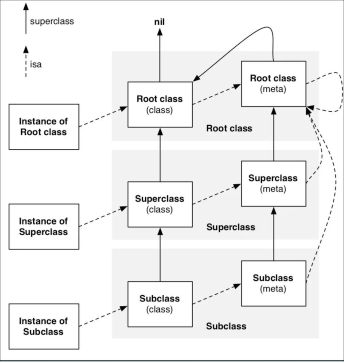 superclass
nil
isa
Root class
(meta)
Root class
(class)
Instance of
Root class
Root class
Superclass
(meta)
Superclass
(class)
Instance of
Superclass
Superclass
Subclass
(meta)
Subclass
(class)
Instance of
Subclass
Subclass